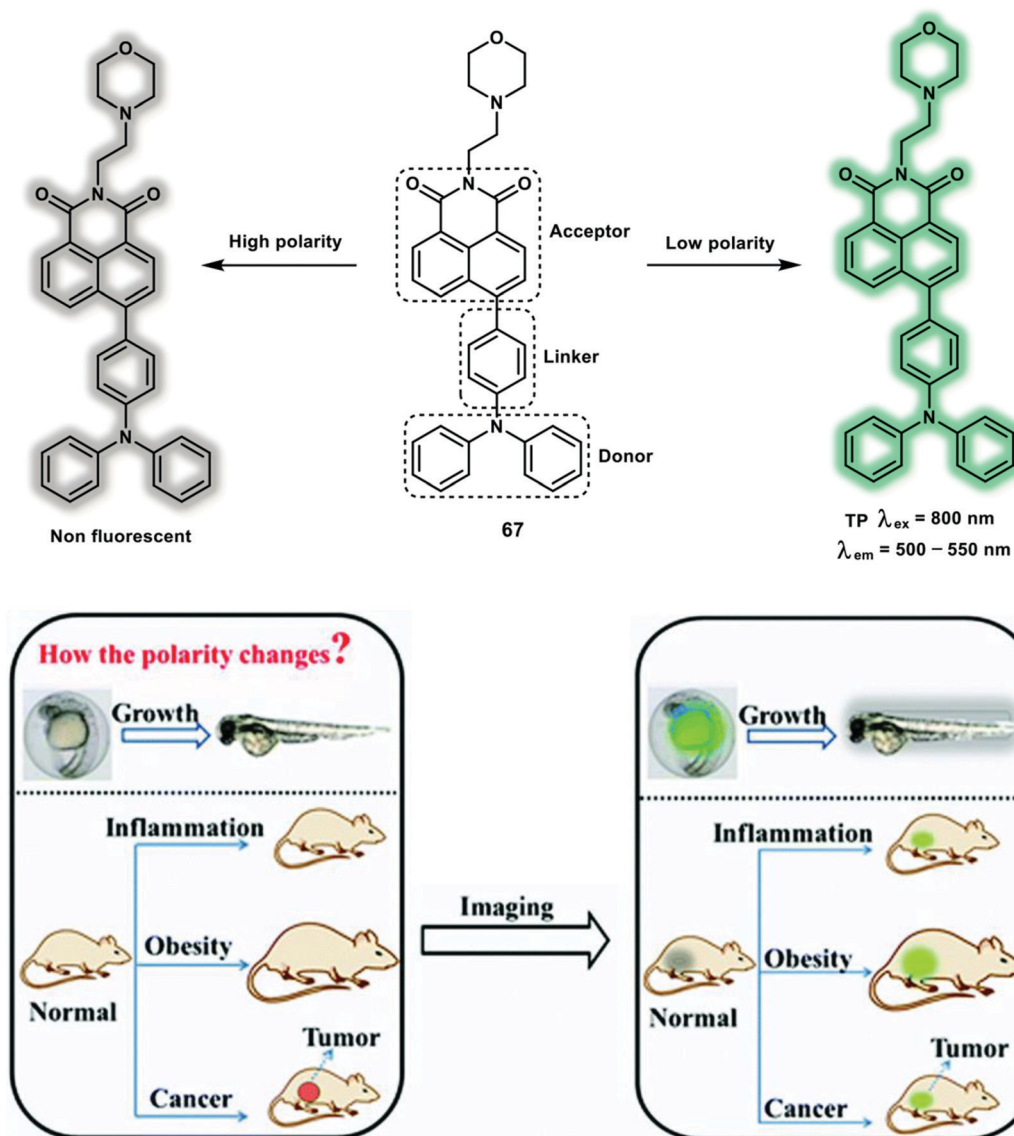 O
N
O N O
High polarity
N
Non fluorescent
O
N
O N O
Acceptor
Linker
N
Donor
67
Low polarity
O
N
O N O
N
TP λex = 800 nm
λem = 500 – 550 nm
How the polarity changes?
Growth
Inflammation
Obesity
Normal
Tumor
Cancer
Imaging
Growth
Inflammation
Obesity
Normal
Tumor
Cancer